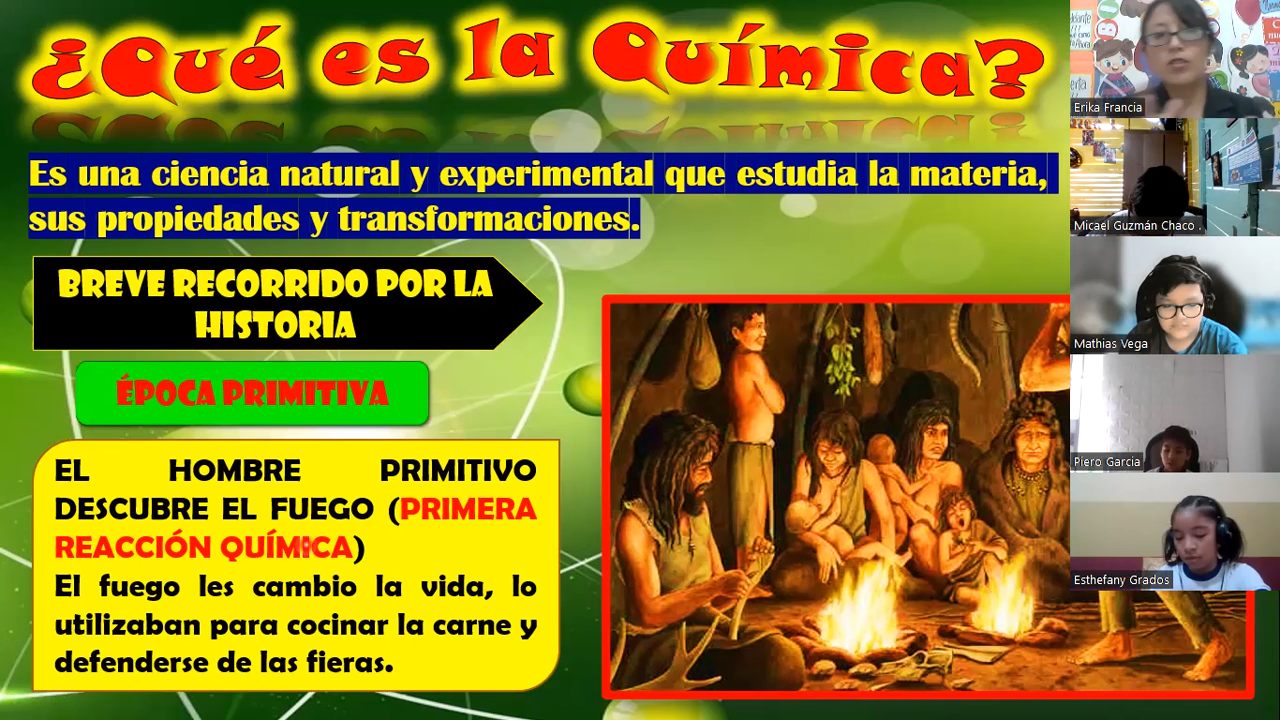 ¿Qué es la Química?
Es una ciencia natural y experimental que estudia la materia,
sus propiedades y transformaciones.
BREVE RECORRIDO POR LA
HISTORIA
ÉPOCA PRIMITIVA
EL HOMBRE PRIMITIVO
DESCUBRE EL FUEGO (PRIMERA
REACCIÓN QUÍMICA)
El fuego les cambio la vida, lo
utilizaban para cocinar la carne y
defenderse de las fieras.
Erika Francia
Micael Guzmán Chaco .
Mathias Vega
Piero Garcia
Esthefany Grados